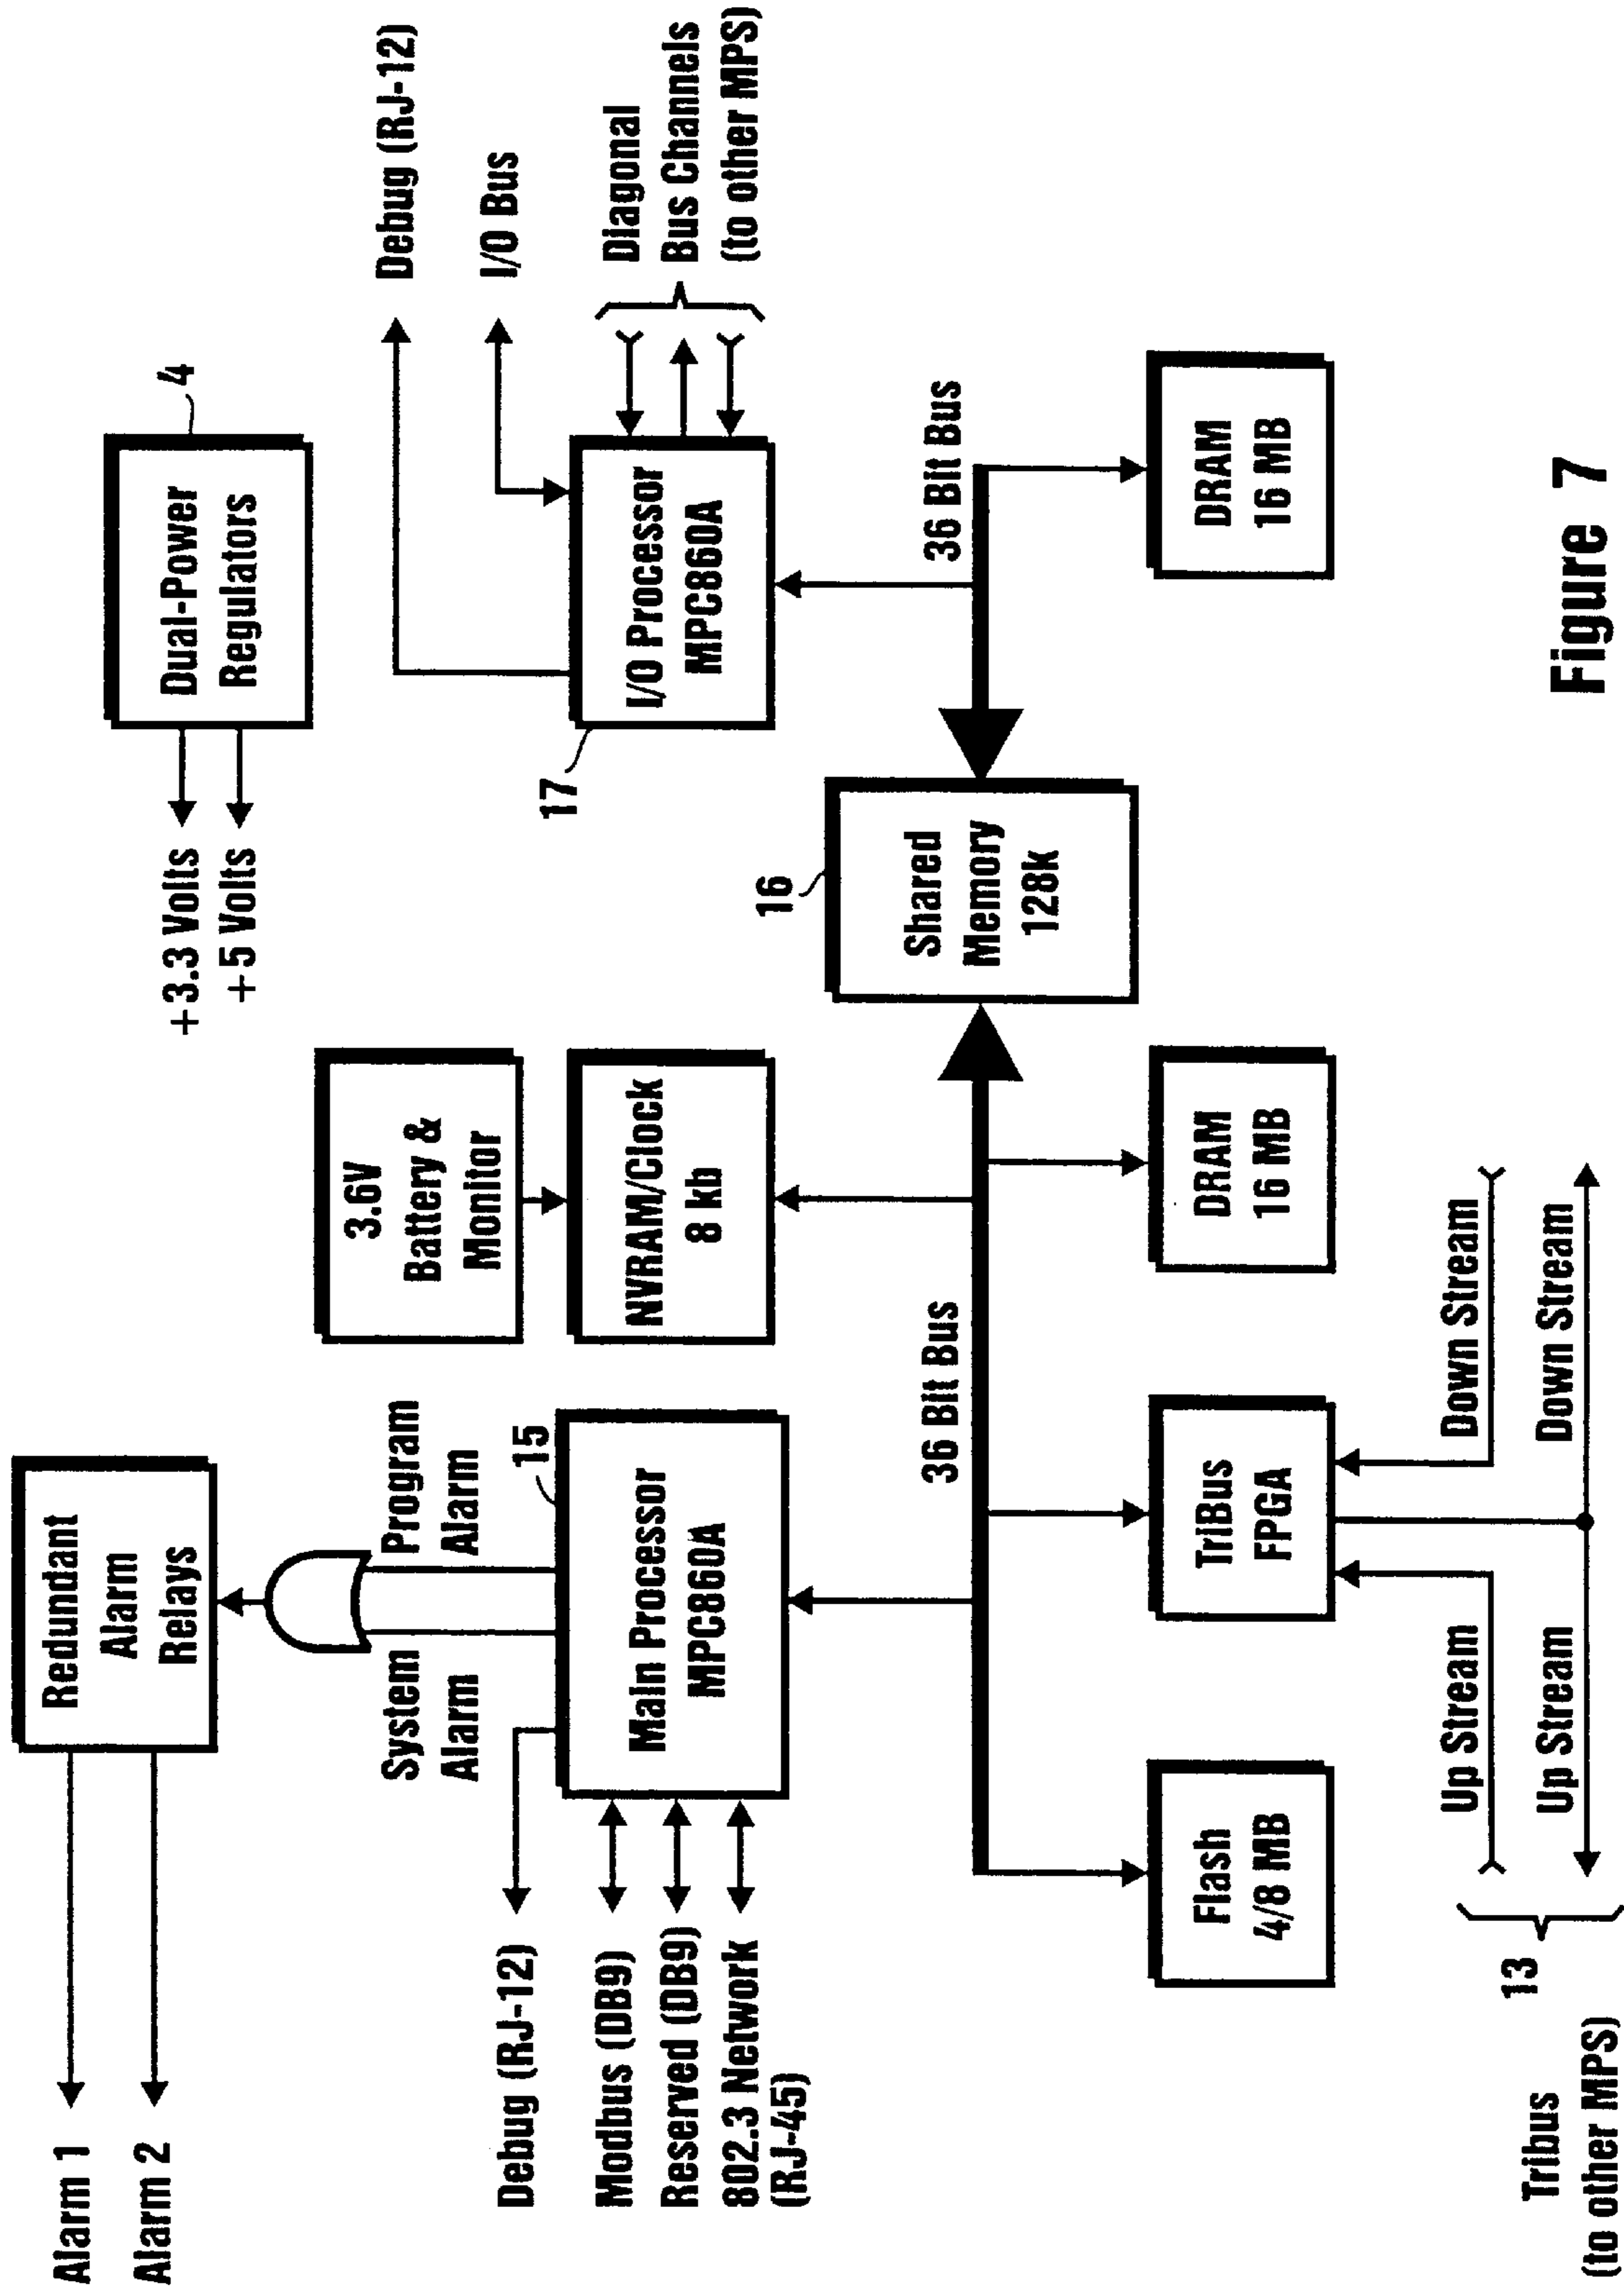 Alarm 1
Alarm 2
Redundant
Alarm
Relays
System
Alarm
Program
Alarm
15
Debug (RJ-12)
Modbus (DB9)
Reserved (DB9)
802.3 Network
(RJ-45)
Main Processor
MPC860A
3.6V
Battery &
Monitor
NVRAM/Clock
8 kb
+3.3 Volts
+5 Volts
Dual-Power
Regulators
4
Debug (RJ-12)
I/O Bus
Diagonal
Bus Channels
(to other MPS)
17
I/O Processor
MPC860A
36 Bit Bus
16
Shared
Memory
128k
36 Bit Bus
Flash
4/8 MB
TriBus
FPGA
DRAM
16 MB
DRAM
16 MB
Up Stream
Down Stream
Up Stream
Down Stream
13
Tribus
(to other MPS)
Figure 7